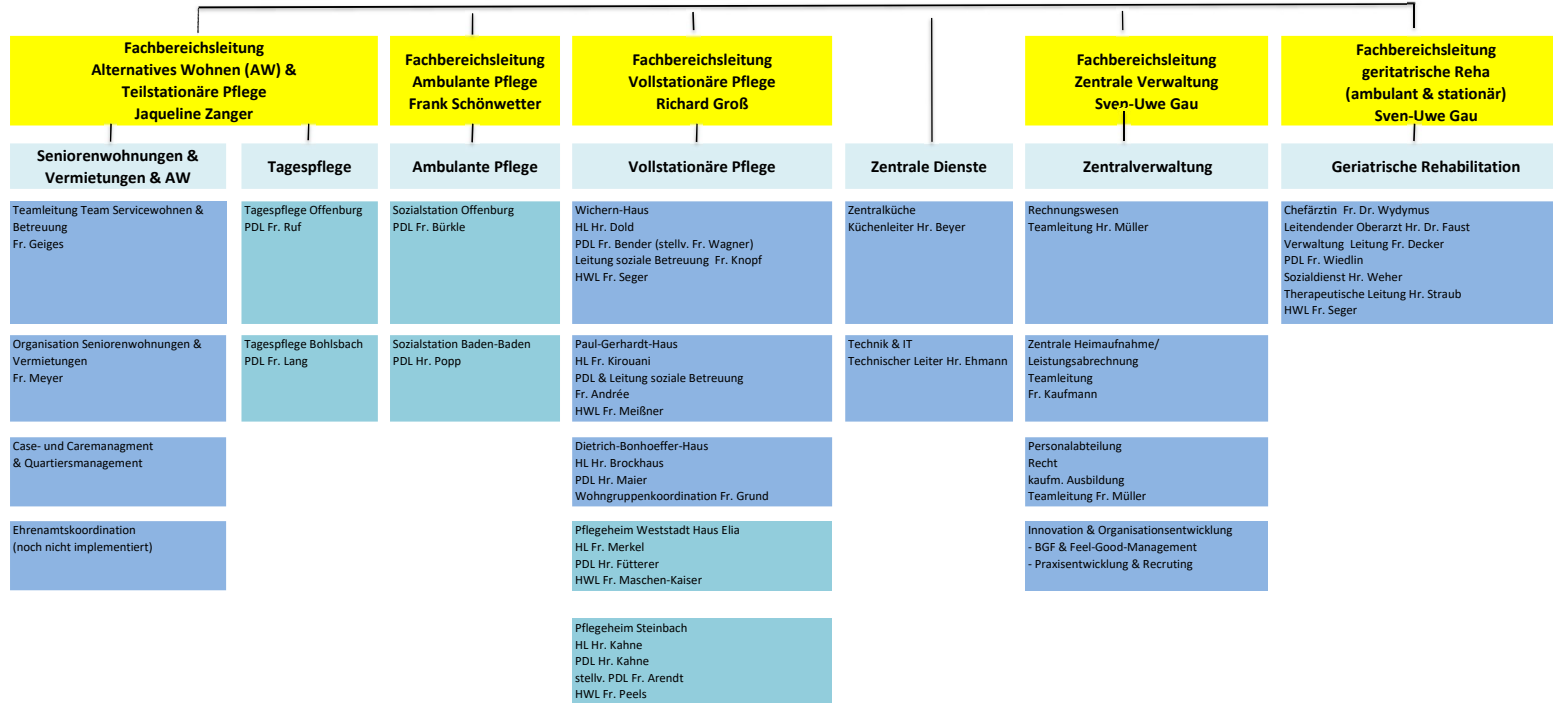 Fachbereichsleitung
Alternatives Wohnen (AW) &
Teilstationäre Pflege
Jaqueline Zanger
Fachbereichsleitung
Ambulante Pflege
Frank Schönwetter
Fachbereichsleitung
Vollstationäre Pflege
Richard Groß
Fachbereichsleitung
Zentrale Verwaltung
Sven-Uwe Gau
Fachbereichsleitung
geritatrische Reha
(ambulant & stationär)
Sven-Uwe Gau
Seniorenwohnungen &
Vermietungen & AW
Tagespflege
Ambulante Pflege
Vollstationäre Pflege
Zentrale Dienste
Zentralverwaltung
Geriatrische Rehabilitation
Teamleitung Team Servicewohnen &
Betreuung
Fr. Geiges
Tagespflege Offenburg
PDL Fr. Ruf
Sozialstation Offenburg
PDL Fr. Bürkle
Wichern-Haus
HL Hr. Dold
PDL Fr. Bender (stellv. Fr. Wagner)
Leitung soziale Betreuung Fr. Knopf
HWL Fr. Seger
Zentralküche
Küchenleiter Hr. Beyer
Rechnungswesen
Teamleitung Hr. Müller
Chefärztin Fr. Dr. Wydymus
Leitendender Oberarzt Hr. Dr. Faust
Verwaltung Leitung Fr. Decker
PDL Fr. Wiedlin
Sozialdienst Hr. Weher
Therapeutische Leitung Hr. Straub
HWL Fr. Seger
Organisation Seniorenwohnungen &
Vermietungen
Fr. Meyer
Tagespflege Bohlsbach
PDL Fr. Lang
Sozialstation Baden-Baden
PDL Hr. Popp
Paul-Gerhardt-Haus
HL Fr. Kirouani
PDL & Leitung soziale Betreuung
Fr. Andrée
HWL Fr. Meißner
Technik & IT
Technischer Leiter Hr. Ehmann
Zentrale Heimaufnahme/
Leistungsabrechnung
Teamleitung
Fr. Kaufmann
Case- und Caremanagment
& Quartiersmanagement
Dietrich-Bonhoeffer-Haus
HL Hr. Brockhaus
PDL Hr. Maier
Wohngruppenkoordination Fr. Grund
Personalabteilung
Recht
kaufm. Ausbildung
Teamleitung Fr. Müller
Ehrenamtskoordination
(noch nicht implementiert)
Pflegeheim Weststadt Haus Elia
HL Fr. Merkel
PDL Hr. Fütterer
HWL Fr. Maschen-Kaiser
Innovation & Organisationsentwicklung
- BGF & Feel-Good-Management
- Praxisentwicklung & Recruting
Pflegeheim Steinbach
HL Hr. Kahne
PDL Hr. Kahne
stellv. PDL Fr. Arendt
HWL Fr. Peels